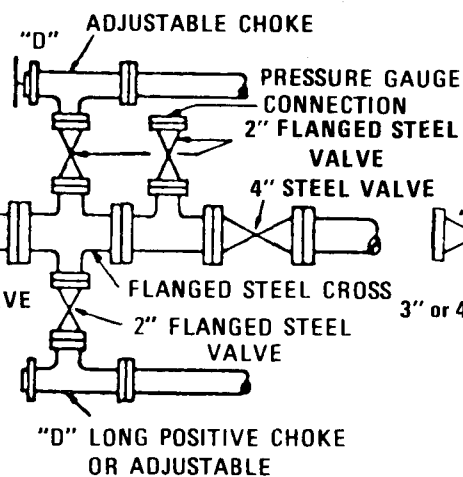 "D"
ADJUSTABLE CHOKE
PRESSURE GAUGE
CONNECTION
2" FLANGED STEEL
VALVE
4" STEEL VALVE
FLANGED STEEL CROSS
VE
3" or 4
2" FLANGED STEEL
VALVE
"D" LONG POSITIVE CHOKE
OR ADJUSTABLE